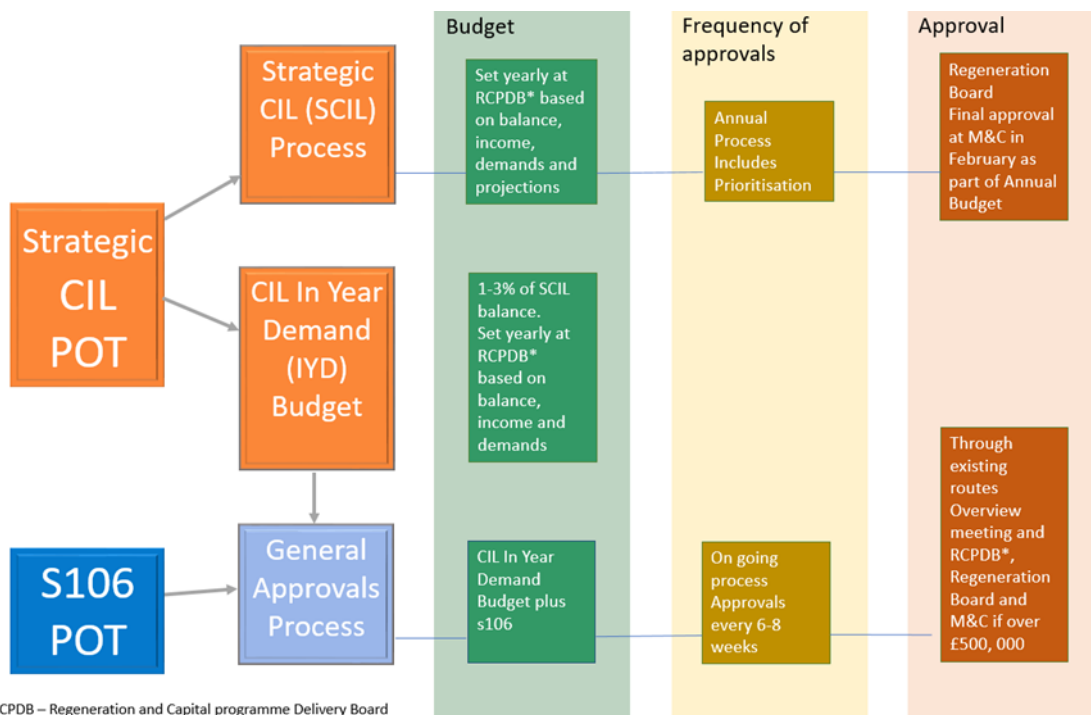 Budget
Frequency of
approvals
Approval
Strategic
CIL (SCIL)
Process
Set yearly at
RCPDB* based
on balance,
income,
demands and
projections
Annual
Process
Includes
Prioritisation
Regeneration
Board
Final approval
at M&C in
February as
part of Annual
Budget
Strategic
CIL
POT
CIL In Year
Demand
(IYD)
Budget
1-3% of SCIL
balance.
Set yearly at
RCPDB*
based on
balance,
income and
demands
S106
POT
General
Approvals
Process
CIL In Year
Demand
Budget plus
s106
On going
process
Approvals
every 6-8
weeks
Through
existing
routes
Overview
meeting and
RCPDB*,
Regeneration
Board and
M&C if over
£500, 000
CPDB – Regeneration and Capital programme Delivery Board